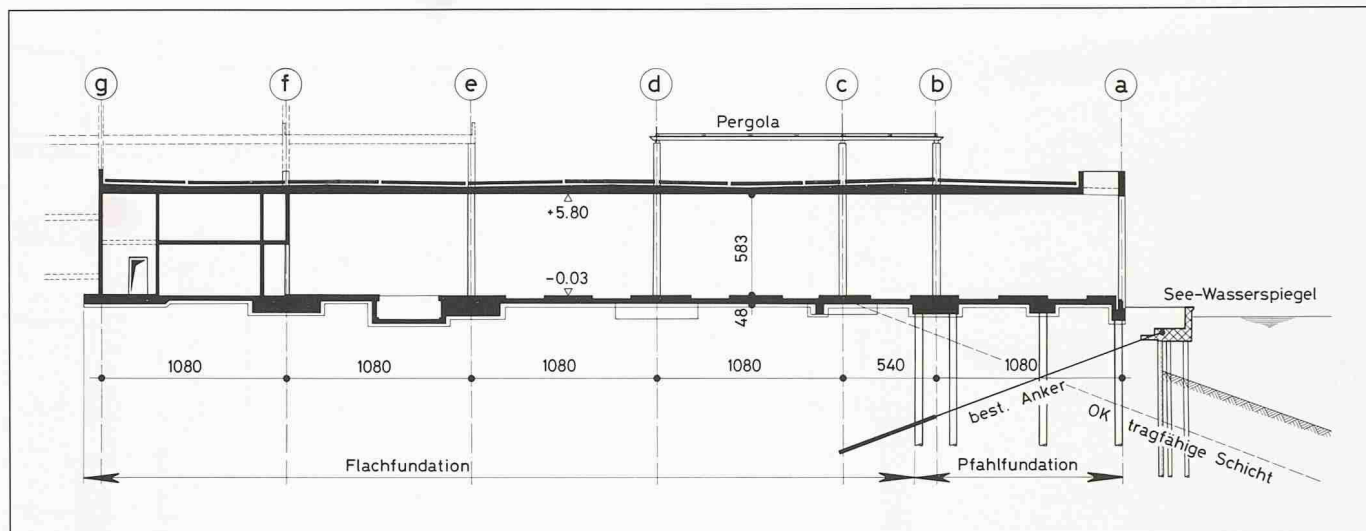 g f e d c b a
Pergola
+5.80
583
-0.03
See-Wasserspiegel
48
1080 1080 1080 1080 540 1080
best. Anker
OK tragfähige Schicht
Flachfundation Pfahlfundation